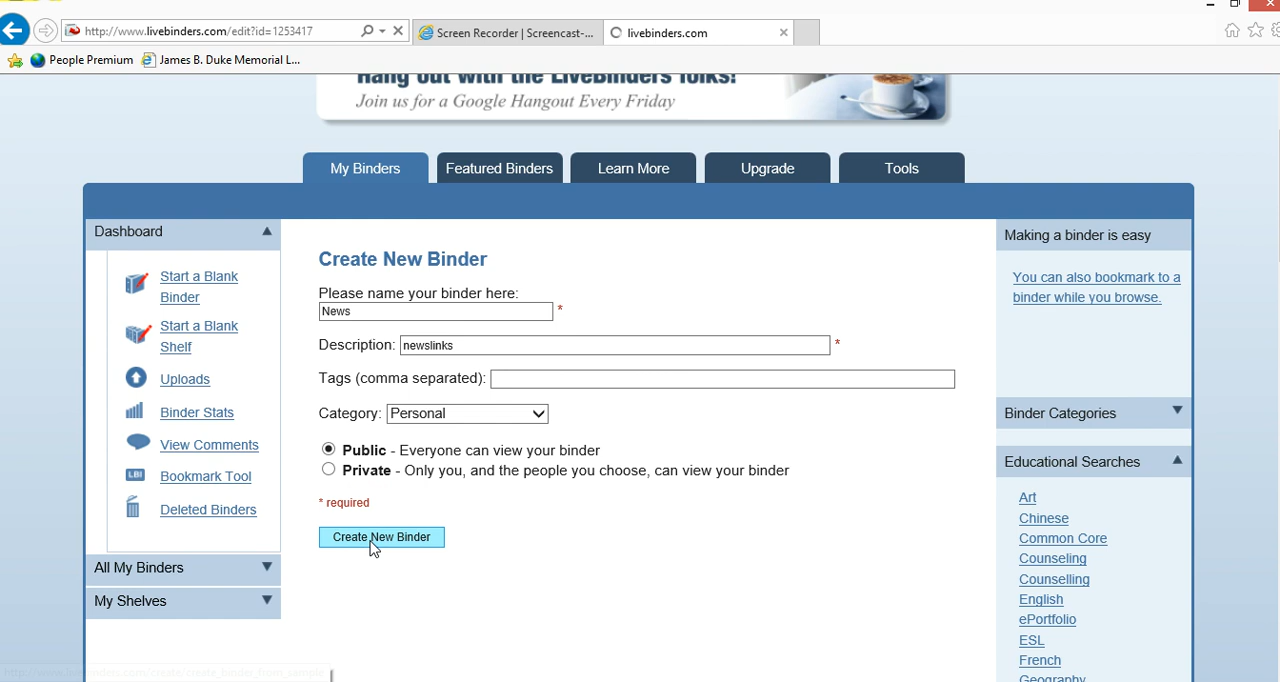 http://www.livebinders.com/edit?id=1253417
Screen Recorder | Screencast-...
livebinders.com
People Premium
James B. Duke Memorial L...
Hang out with the LiveBinders folks!
Join us for a Google Hangout Every Friday
My Binders
Featured Binders
Learn More
Upgrade
Tools
Dashboard
Start a Blank
Binder
Start a Blank
Shelf
Uploads
Binder Stats
View Comments
LBI
Bookmark Tool
Deleted Binders
All My Binders
My Shelves
Create New Binder
Please name your binder here:
News *
Description: newslinks *
Tags (comma separated):
Category: Personal
Public - Everyone can view your binder
Private - Only you, and the people you choose, can view your binder
* required
Create New Binder
Making a binder is easy
You can also bookmark to a
binder while you browse.
Binder Categories
Educational Searches
Art
Chinese
Common Core
Counseling
Counselling
English
ePortfolio
ESL
French
Geography